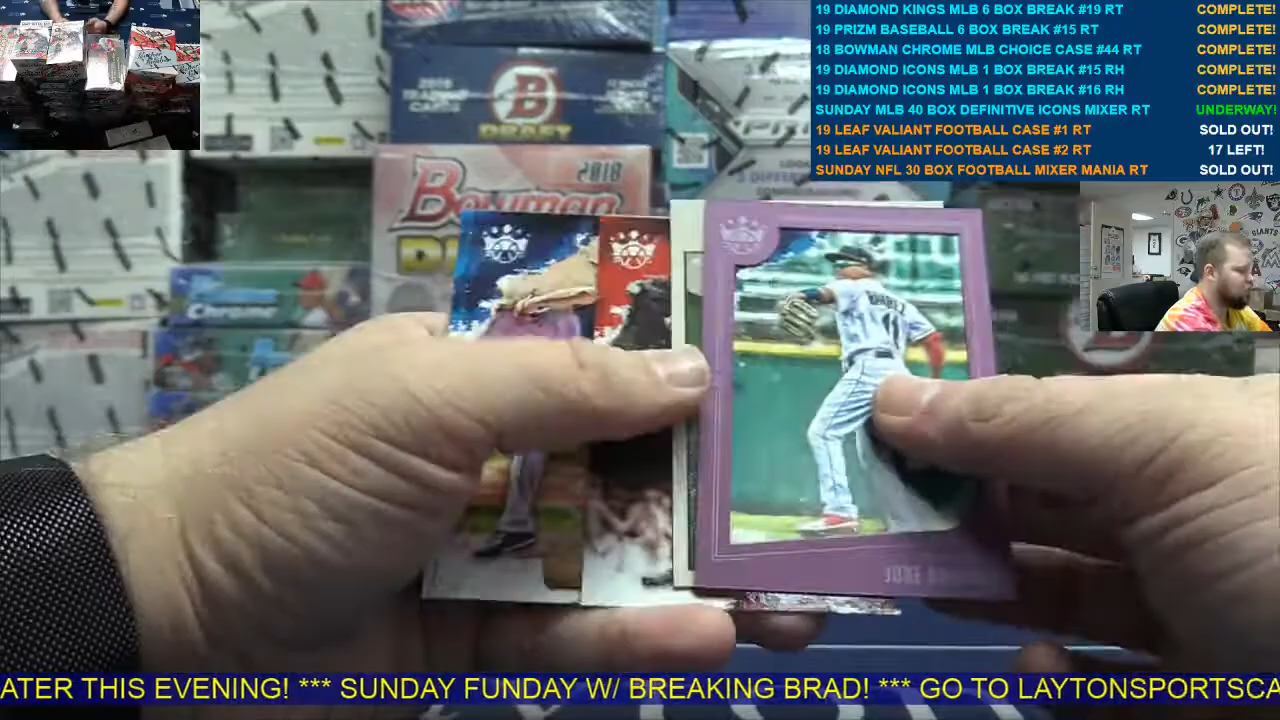 19 DIAMOND KINGS MLB 6 BOX BREAK #19 RT COMPLETE!
19 PRIZM BASEBALL 6 BOX BREAK #15 RT COMPLETE!
18 BOWMAN CHROME MLB CHOICE CASE #44 RT COMPLETE!
19 DIAMOND ICONS MLB 1 BOX BREAK #15 RH COMPLETE!
19 DIAMOND ICONS MLB 1 BOX BREAK #16 RH COMPLETE!
SUNDAY MLB 40 BOX DEFINITIVE ICONS MIXER RT UNDERWAY!
19 LEAF VALIANT FOOTBALL CASE #1 RT SOLD OUT!
19 LEAF VALIANT FOOTBALL CASE #2 RT 17 LEFT!
SUNDAY NFL 30 BOX FOOTBALL MIXER MANIA RT SOLD OUT!
B
DRAFT
2018
Bowman
GIANTS
JOSE
ATER THIS EVENING! *** SUNDAY FUNDAY W/ BREAKING BRAD! *** GO TO LAYTONSPORTSCA